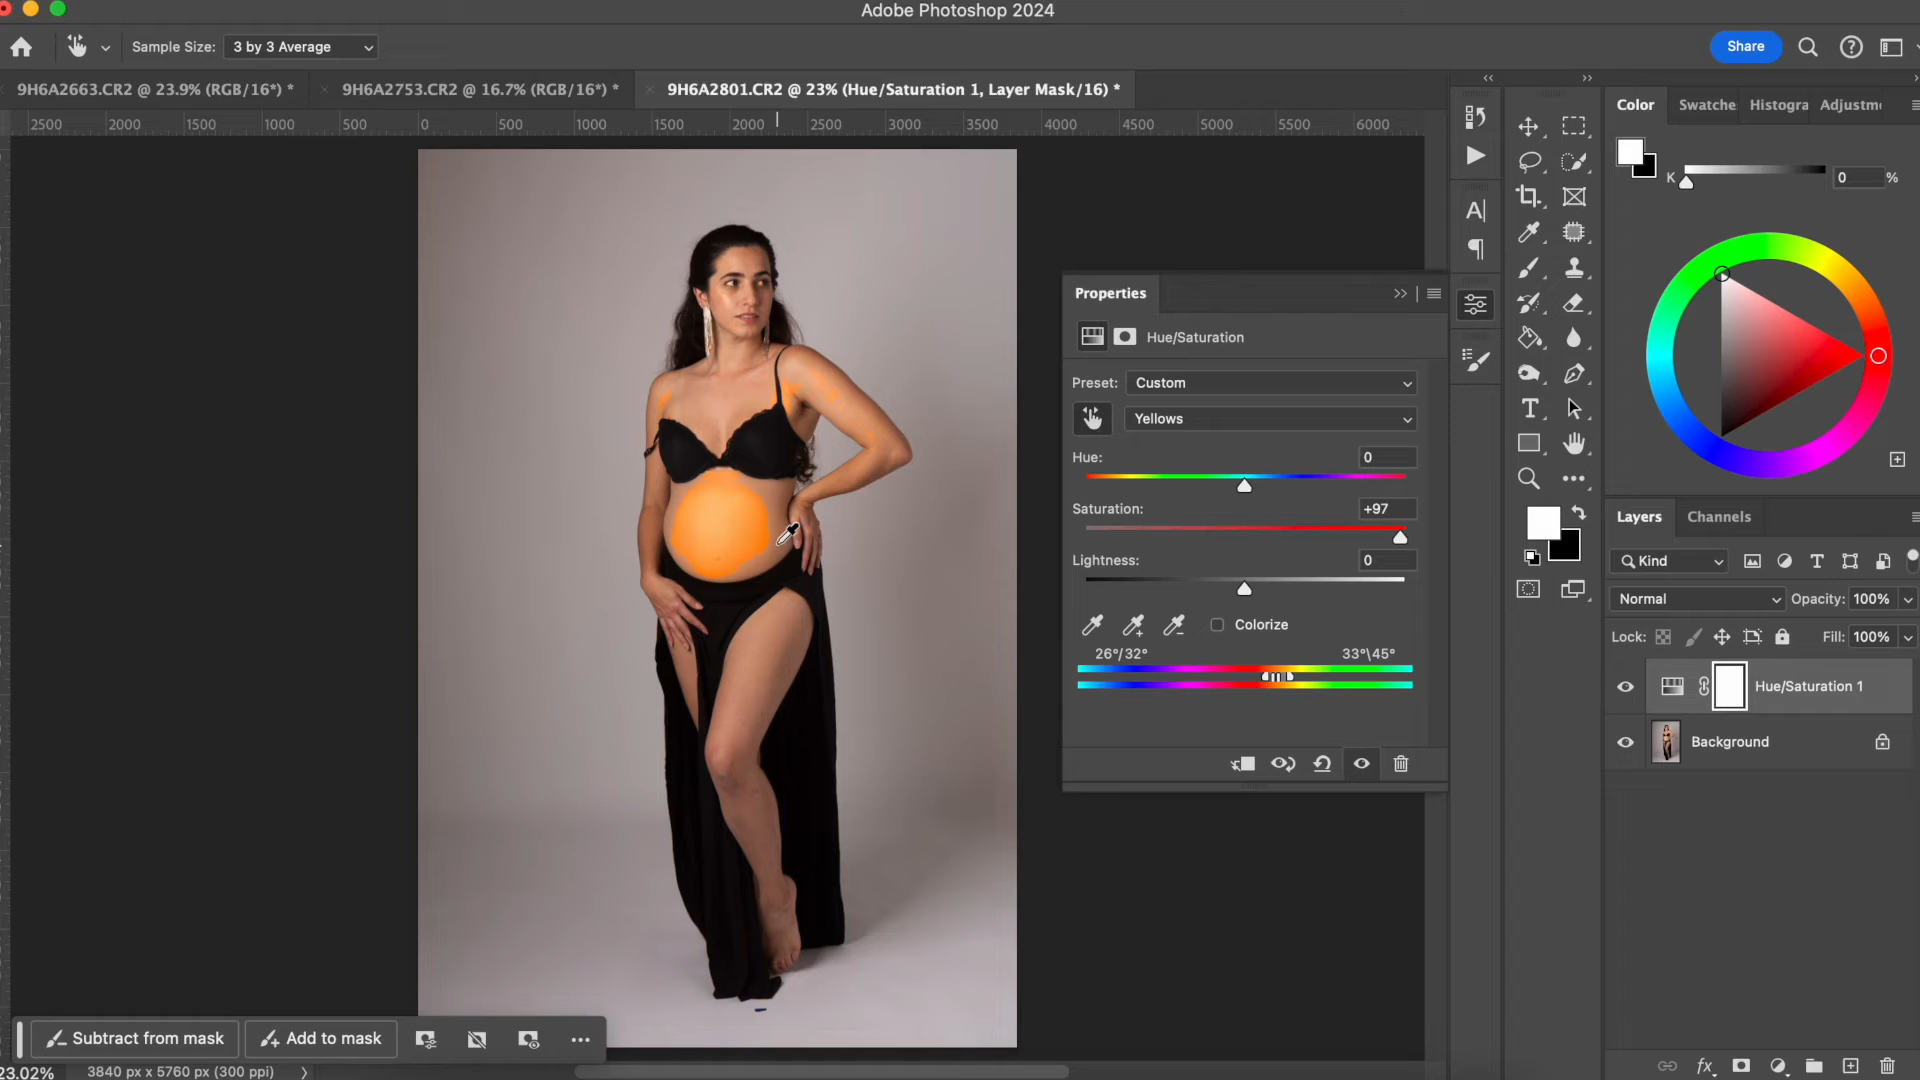 Adobe Photoshop 2024
Sample Size: 3 by 3 Average
Share
9H6A2663.CR2 @ 23.9% (RGB/16*) *
9H6A2753.CR2 @ 16.7% (RGB/16*) *
9H6A2801.CR2 @ 23% (Hue/Saturation 1, Layer Mask/16) *
2500 2000 1500 1000 500 0 500 1000 1500 2000 2500 3000 3500 4000 4500 5000 5500 6000
Color Swatche Histogra Adjustm
K 0 %
Properties
Hue/Saturation
Preset: Custom
Yellows
Hue: 0
Saturation: +97
Lightness: 0
Colorize
26°/32° 33°\45°
Layers Channels
Kind
Normal Opacity: 100%
Lock: Fill: 100%
Hue/Saturation 1
Background
Subtract from mask Add to mask
23.02% 3840 px x 5760 px (300 ppi)